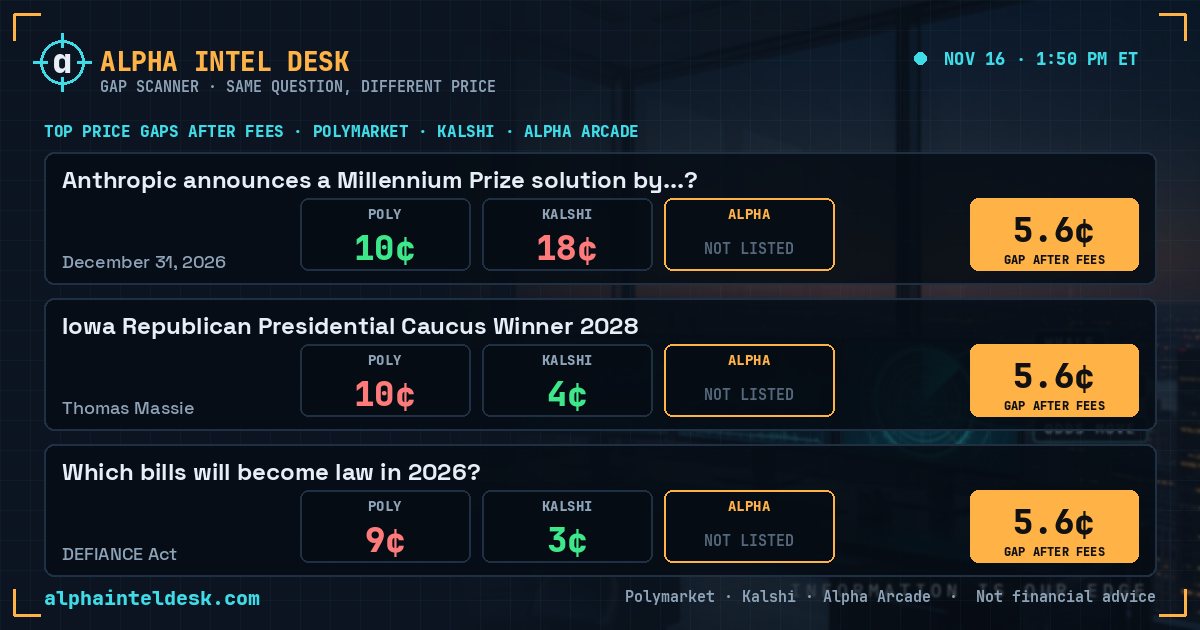 α
ALPHA INTEL DESK
GAP SCANNER · SAME QUESTION, DIFFERENT PRICE
NOV 16 · 1:50 PM ET
TOP PRICE GAPS AFTER FEES · POLYMARKET · KALSHI · ALPHA ARCADE
Anthropic announces a Millennium Prize solution by...?
December 31, 2026
POLY
10¢
KALSHI
18¢
ALPHA
NOT LISTED
5.6¢
GAP AFTER FEES
Iowa Republican Presidential Caucus Winner 2028
Thomas Massie
POLY
10¢
KALSHI
4¢
ALPHA
NOT LISTED
5.6¢
GAP AFTER FEES
Which bills will become law in 2026?
DEFIANCE Act
POLY
9¢
KALSHI
3¢
ALPHA
NOT LISTED
5.6¢
GAP AFTER FEES
INFORMATION IS OUR EDGE
alphainteldesk.com
Polymarket · Kalshi · Alpha Arcade · Not financial advice